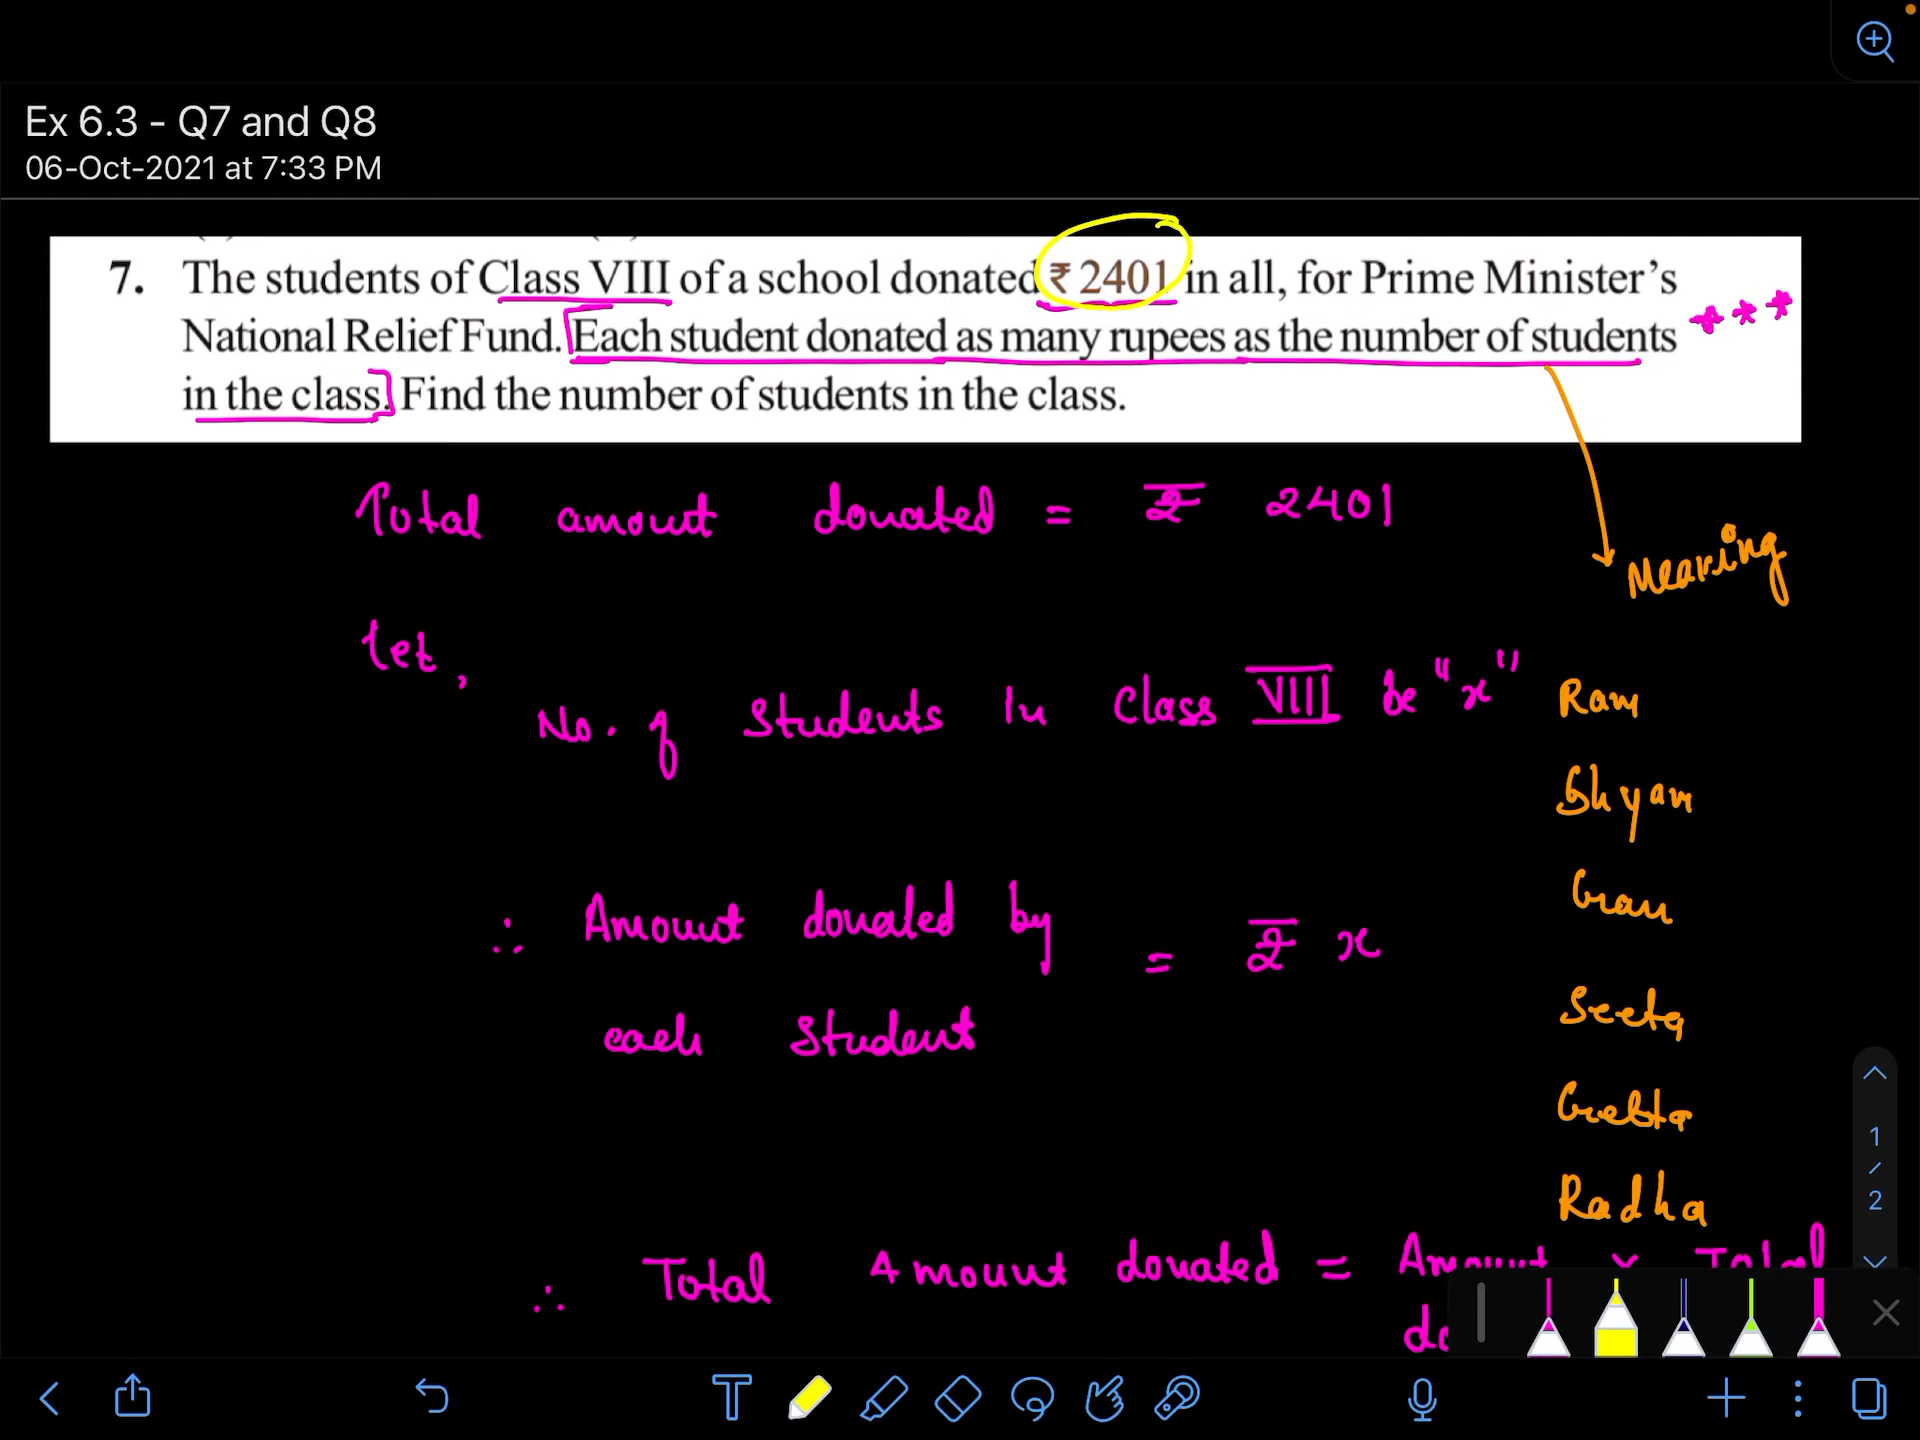 Ex 6.3 - Q7 and Q8
06-Oct-2021 at 7:33 PM
7. The students of Class VIII of a school donated ₹ 2401 in all, for Prime Minister's
National Relief Fund. Each student donated as many rupees as the number of students ***
in the class. Find the number of students in the class.
Total amount donated = ₹ 2401
Meaning
let,
No. of Students in Class VIII be "x"
Ram
Shyam
∴ Amount donated by
each Student
= ₹ x
Seeta
Radha
∴ Total Amount donated = Amount × Total
1
/
2